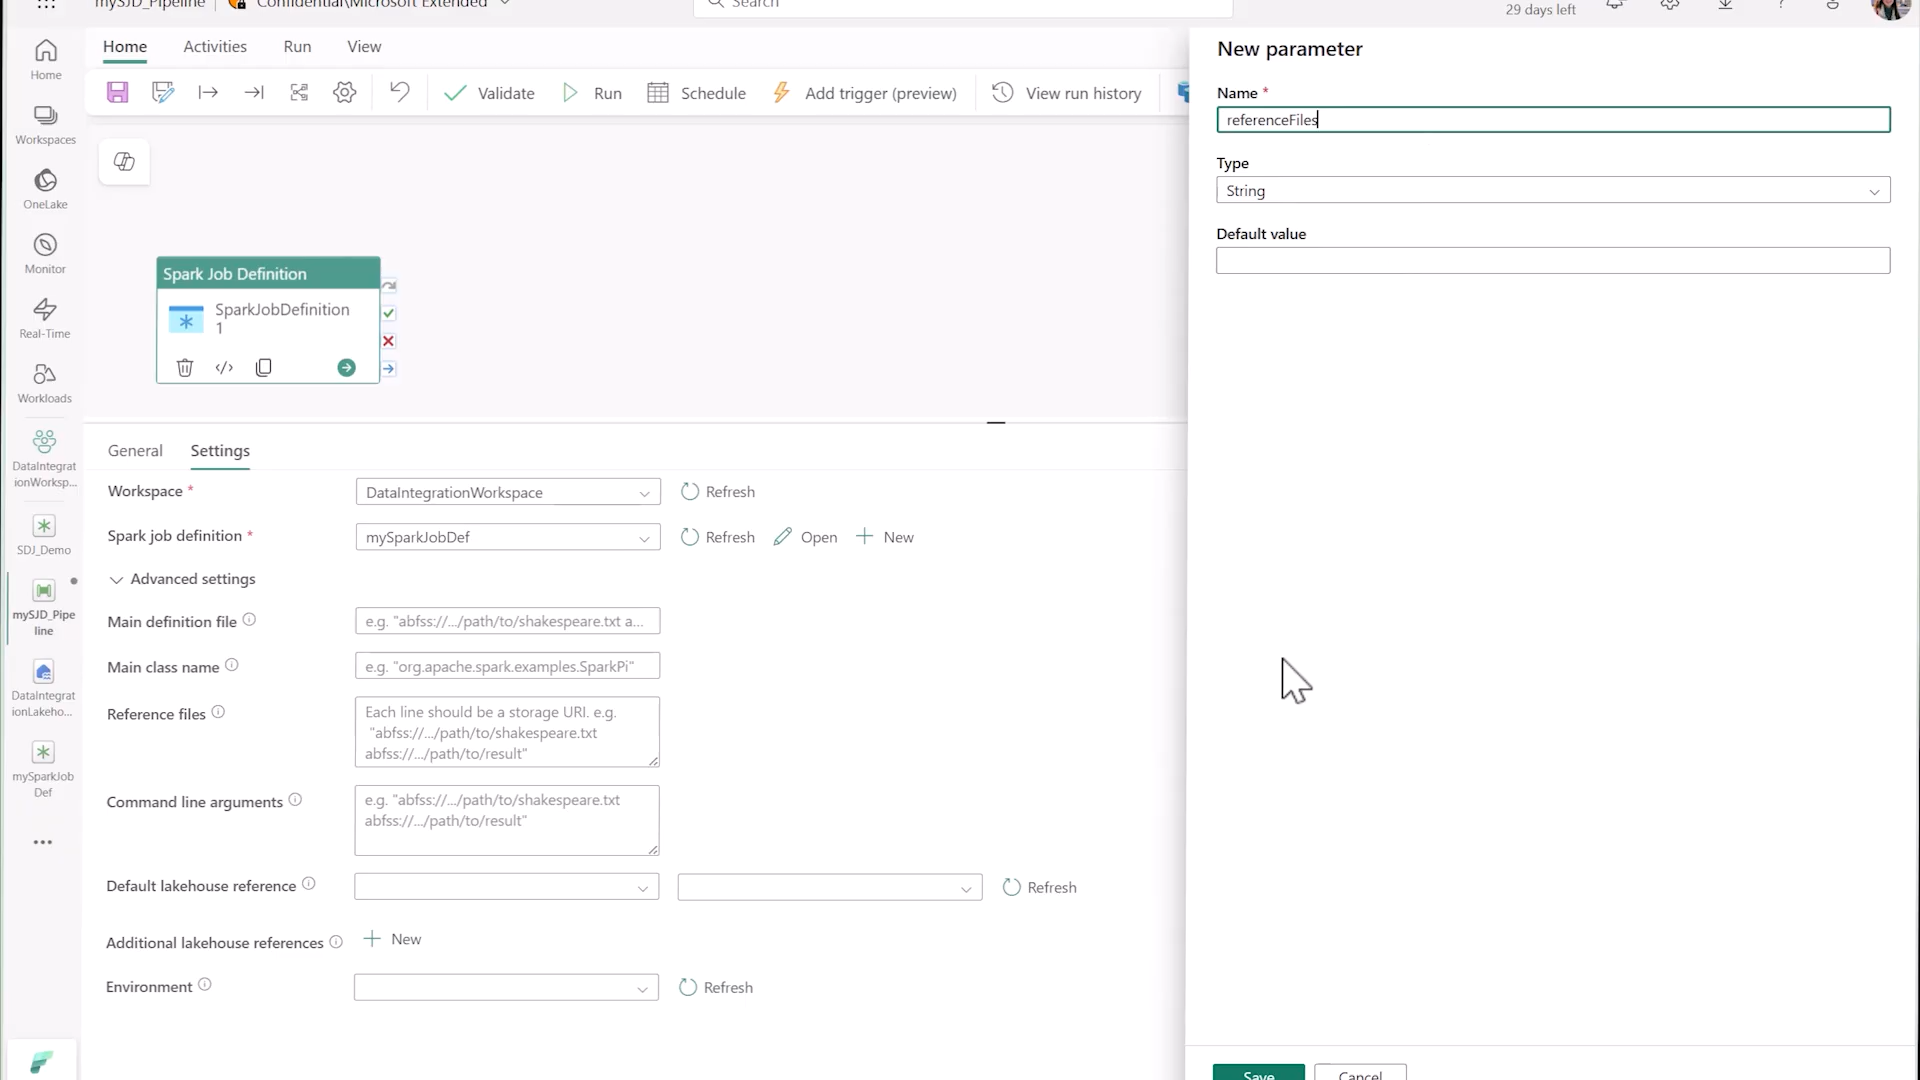 mySJD_Pipeline
Confidential\Microsoft Extended
Search
29 days left
Home
Workspaces
OneLake
Monitor
Real-Time
Workloads
DataIntegrat
ionWorksp...
SDJ_Demo
mySJD_Pipe
line
DataIntegrat
ionLakeho...
mySparkJob
Def
Home
Activities
Run
View
Validate
Run
Schedule
Add trigger (preview)
View run history
Spark Job Definition
SparkJobDefinition
1
General
Settings
Workspace *
DataIntegrationWorkspace
Refresh
Spark job definition *
mySparkJobDef
Refresh
Open
New
Advanced settings
Main definition file
e.g. "abfss://.../path/to/shakespeare.txt a...
Main class name
e.g. "org.apache.spark.examples.SparkPi"
Reference files
Each line should be a storage URI. e.g.
"abfss://.../path/to/shakespeare.txt
abfss://.../path/to/result"
Command line arguments
e.g. "abfss://.../path/to/shakespeare.txt
abfss://.../path/to/result"
Default lakehouse reference
Refresh
Additional lakehouse references
New
Environment
Refresh
New parameter
Name *
referenceFiles
Type
String
Default value
Save
Cancel